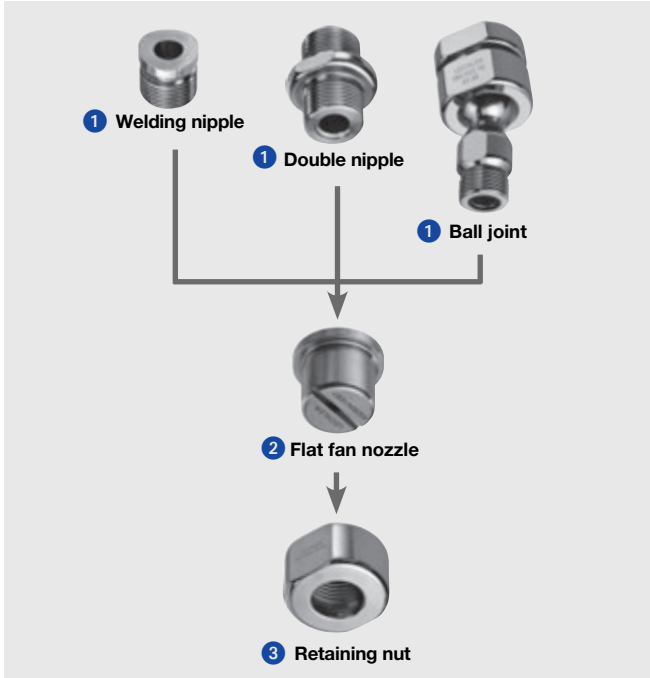 1 Welding nipple
1 Double nipple
1 Ball joint
2 Flat fan nozzle
3 Retaining nut